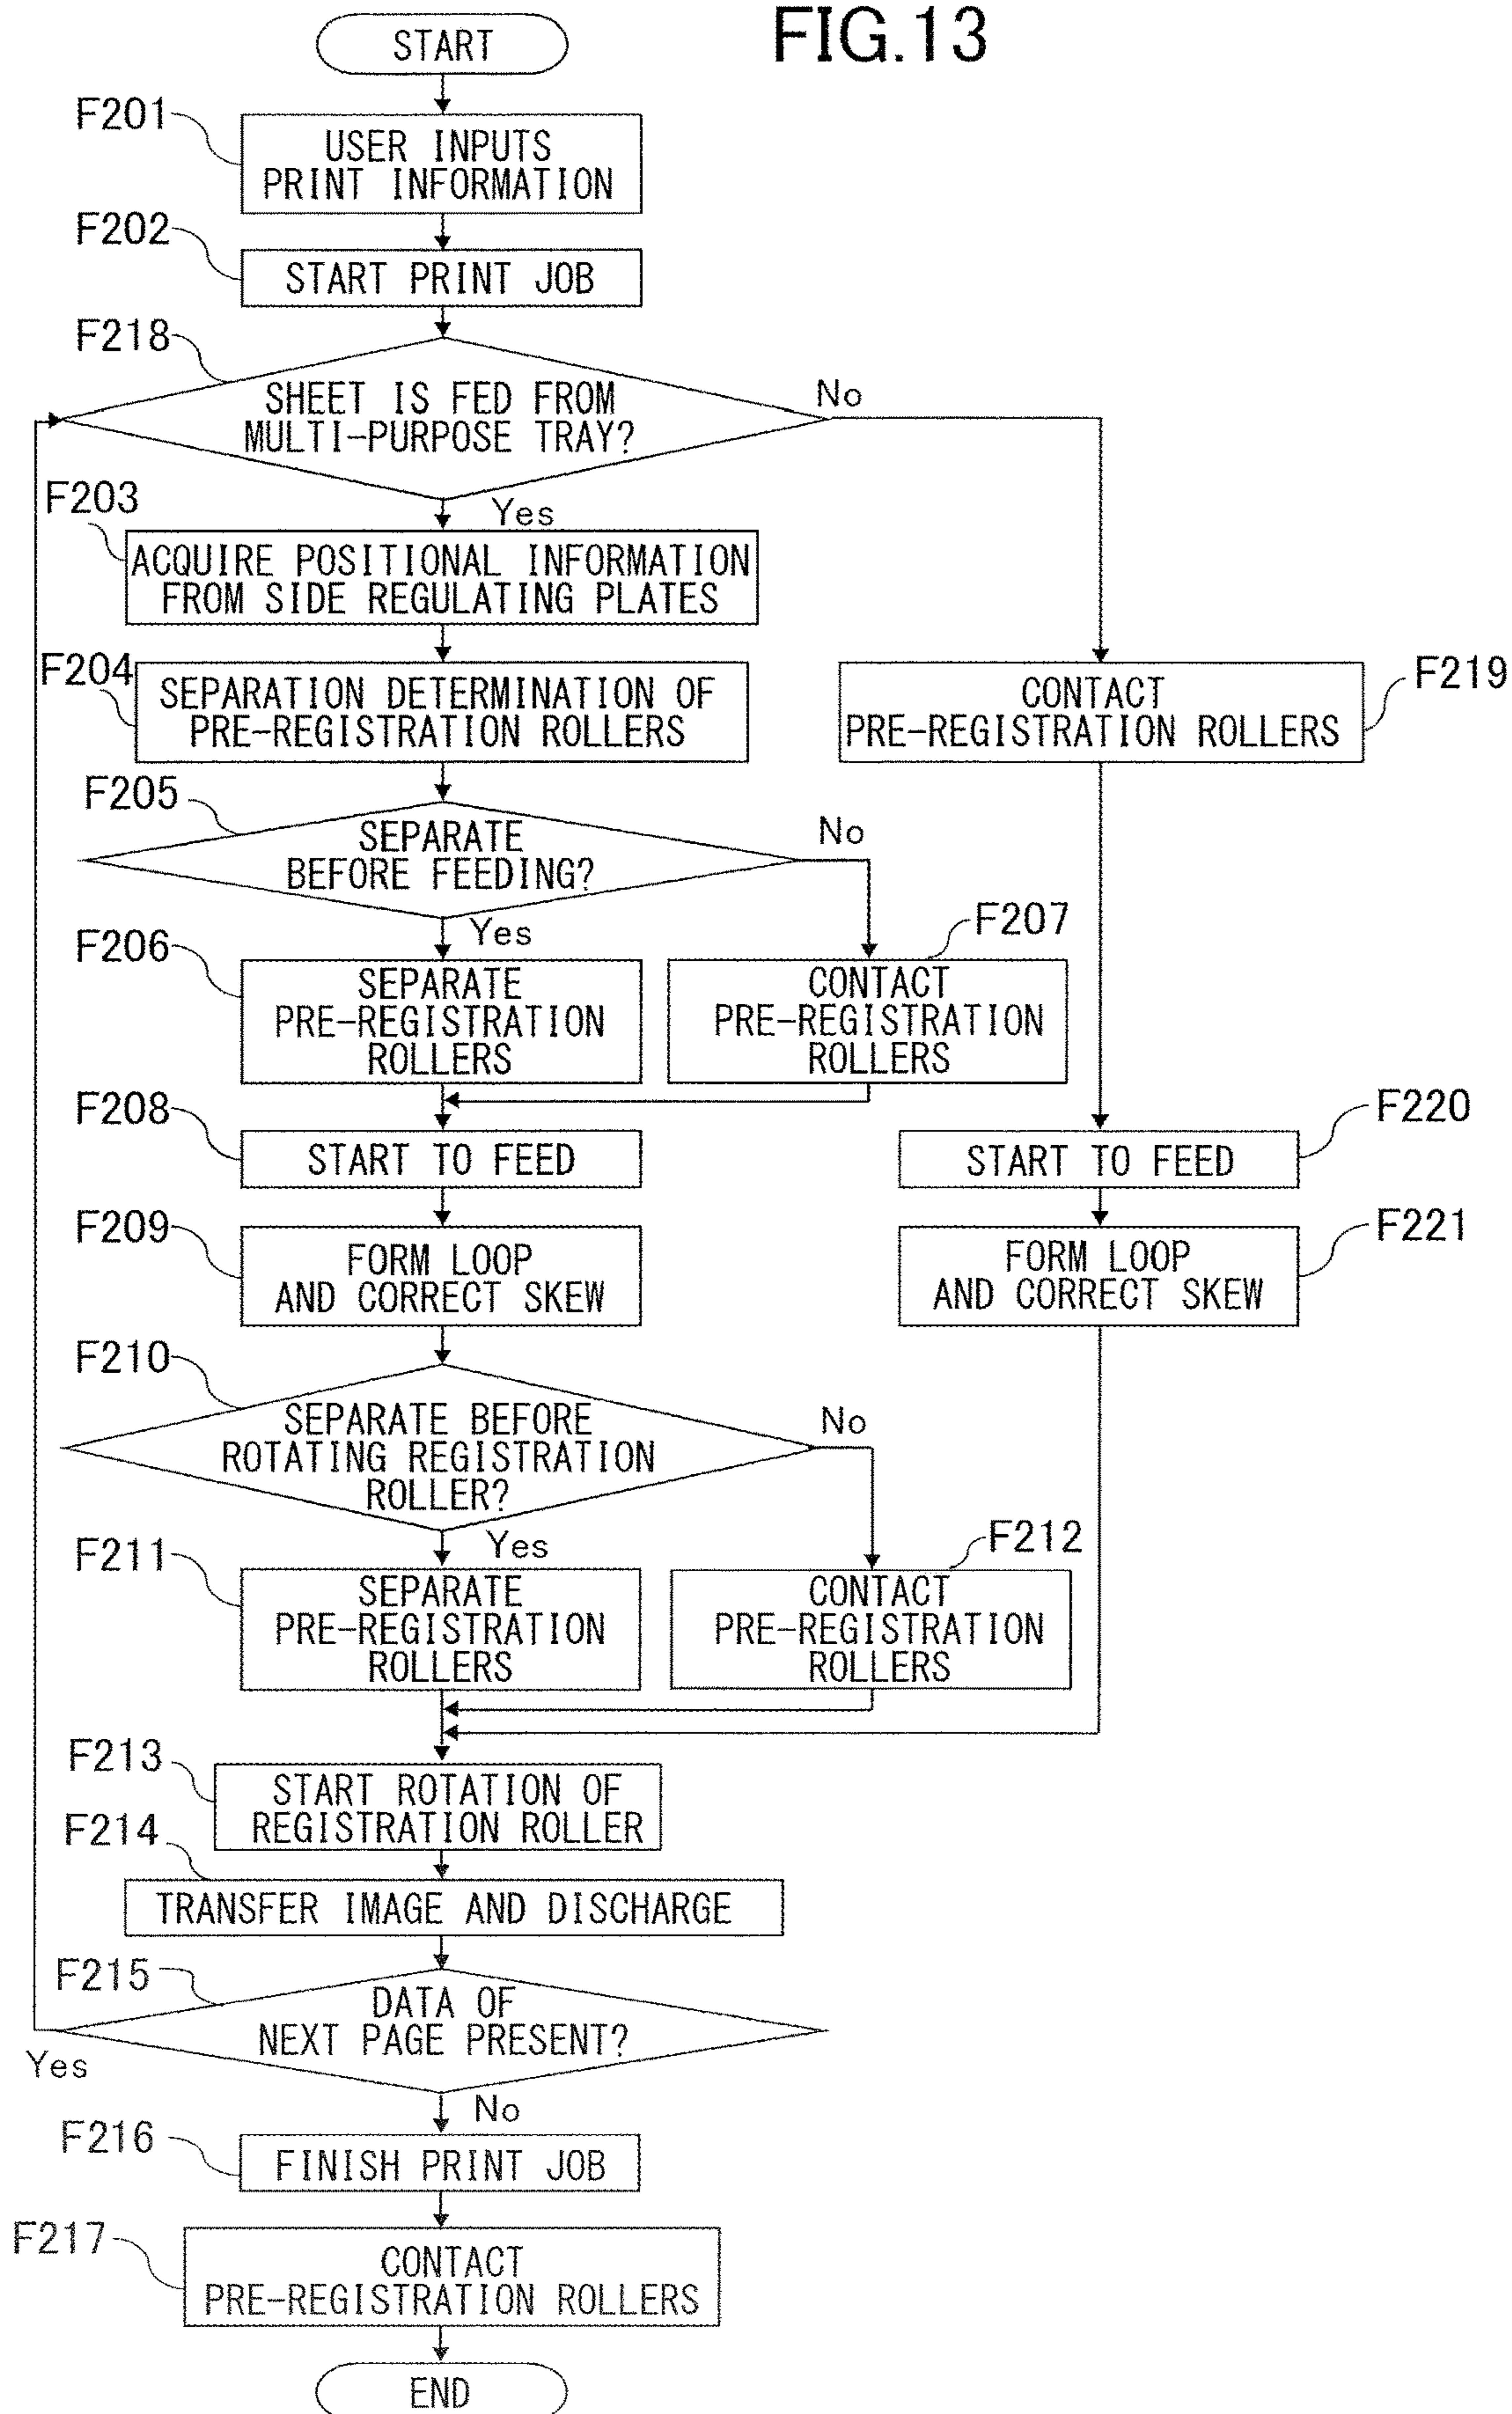 FIG.13
START
F201
USER INPUTS
PRINT INFORMATION
F202
START PRINT JOB
F218
SHEET IS FED FROM
MULTI-PURPOSE TRAY?
No
Yes
F203
ACQUIRE POSITIONAL INFORMATION
FROM SIDE REGULATING PLATES
F204
SEPARATION DETERMINATION OF
PRE-REGISTRATION ROLLERS
CONTACT
PRE-REGISTRATION ROLLERS
F219
F205
SEPARATE
BEFORE FEEDING?
No
Yes
F206
SEPARATE
PRE-REGISTRATION
ROLLERS
F207
CONTACT
PRE-REGISTRATION
ROLLERS
F208
START TO FEED
F220
START TO FEED
F209
FORM LOOP
AND CORRECT SKEW
F221
FORM LOOP
AND CORRECT SKEW
F210
SEPARATE BEFORE
ROTATING REGISTRATION
ROLLER?
No
Yes
F211
SEPARATE
PRE-REGISTRATION
ROLLERS
F212
CONTACT
PRE-REGISTRATION
ROLLERS
F213
START ROTATION OF
REGISTRATION ROLLER
F214
TRANSFER IMAGE AND DISCHARGE
F215
DATA OF
NEXT PAGE PRESENT?
Yes
No
F216
FINISH PRINT JOB
F217
CONTACT
PRE-REGISTRATION ROLLERS
END